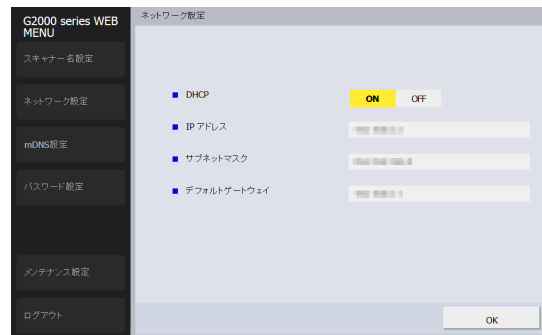 G2000 series WEB
MENU
スキャナー名設定
ネットワーク設定
mDNS設定
パスワード設定
メンテナンス設定
ログアウト
ネットワーク設定
DHCP
ON OFF
IP アドレス
サブネットマスク
デフォルトゲートウェイ
OK